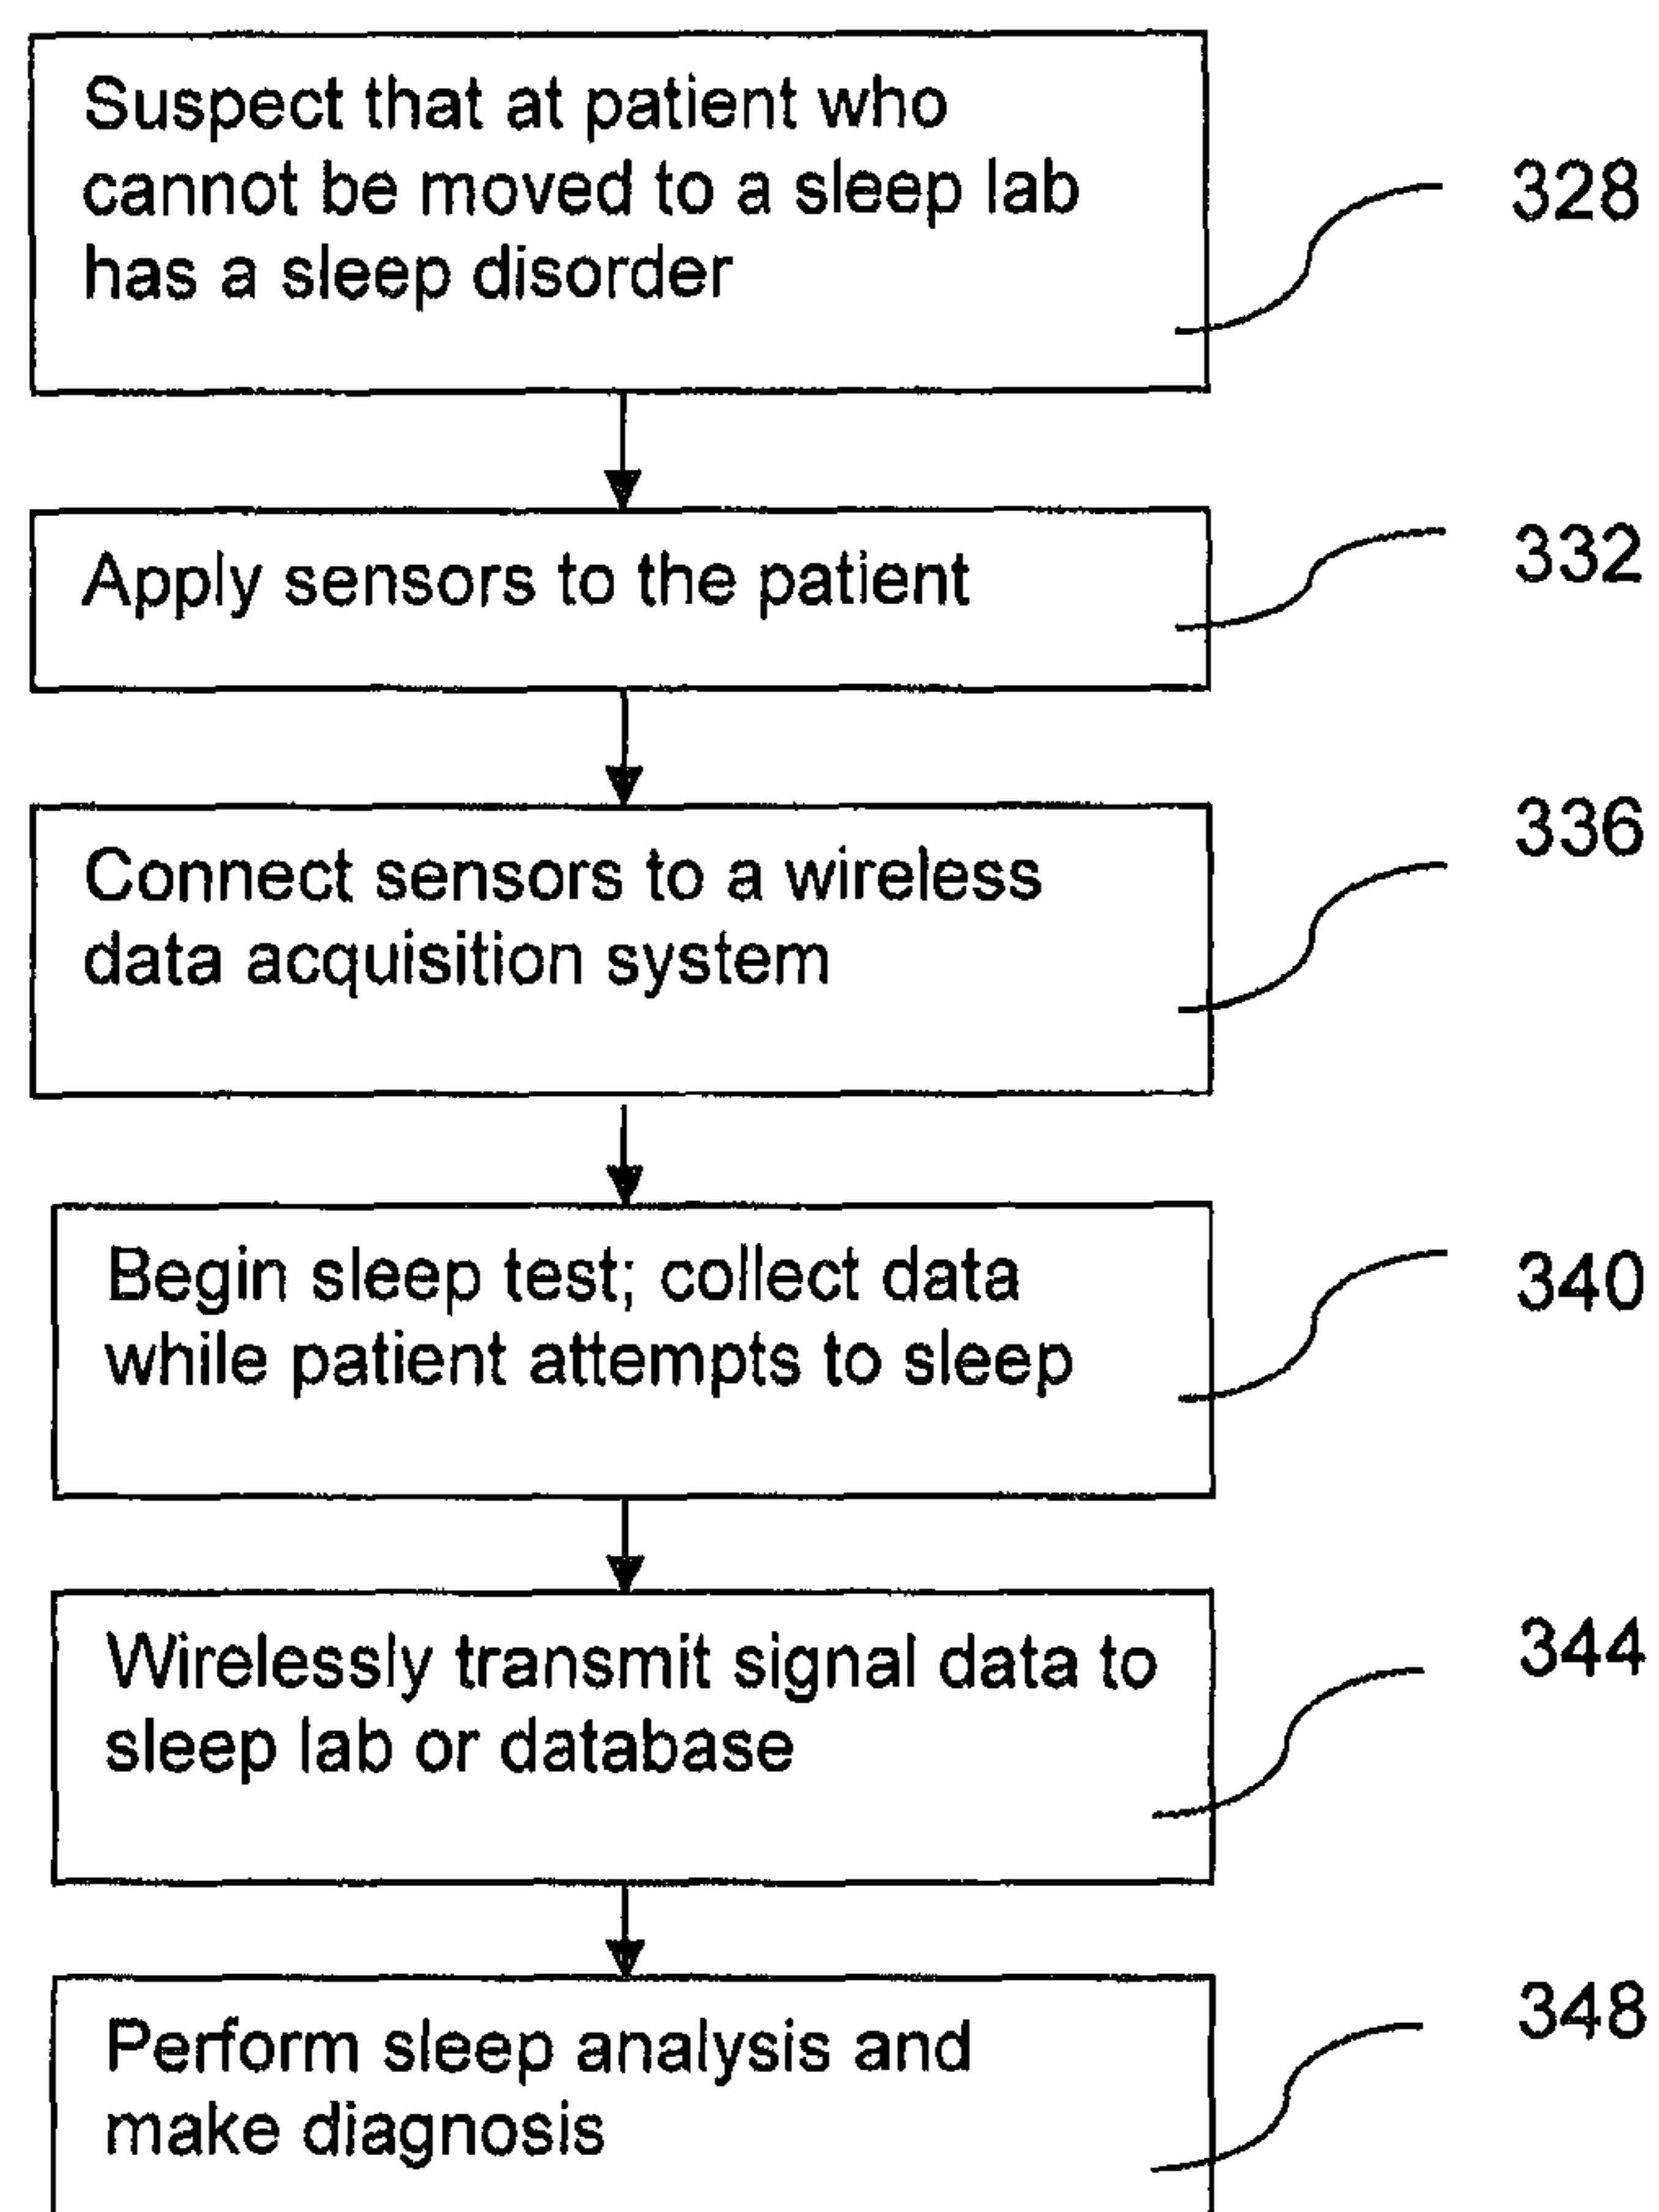 Suspect that at patient who
cannot be moved to a sleep lab
has a sleep disorder
328
Apply sensors to the patient
332
Connect sensors to a wireless
data acquisition system
336
Begin sleep test; collect data
while patient attempts to sleep
340
Wirelessly transmit signal data to
sleep lab or database
344
Perform sleep analysis and
make diagnosis
348